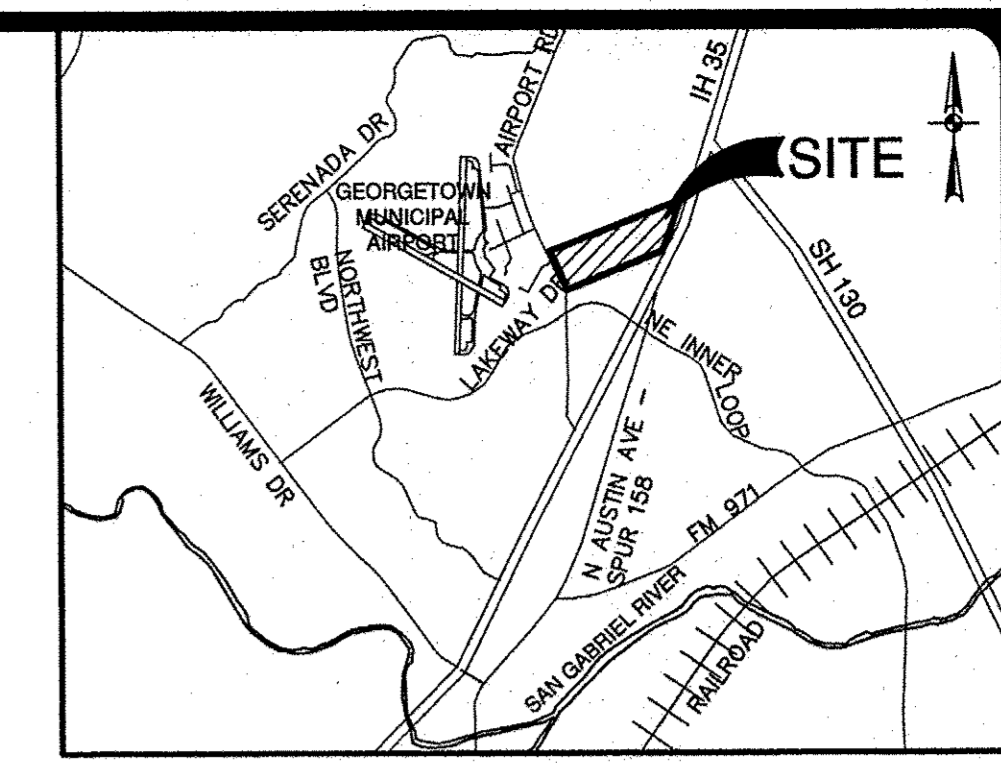 AIRPORT RD
IH 35
SITE
SERENADA DR
GEORGETOWN
MUNICIPAL
AIRPORT
NORTHWEST
BLVD
LAKEWAY DR
SH 130
NE INNER
LOOP
WILLIAMS DR
N AUSTIN AVE -
SPUR 158
FM 971
SAN GABRIEL RIVER
RAILROAD